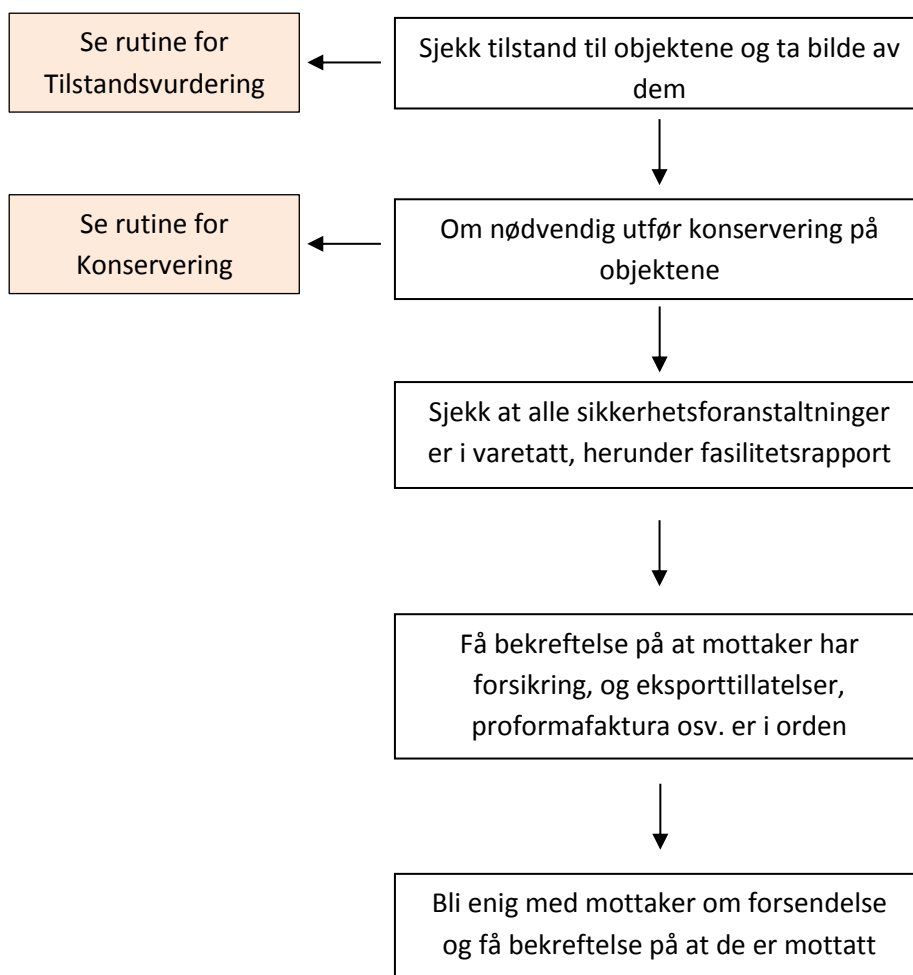 Se rutine for
Tilstandsvurdering
Sjekk tilstand til objektene og ta bilde av
dem
Se rutine for
Konservering
Om nødvendig utfør konservering på
objektene
Sjekk at alle sikkerhetsforanstaltninger
er i varetatt, herunder fasilitetsrapport
Få bekreftelse på at mottaker har
forsikring, og eksporttillatelser,
proformafaktura osv. er i orden
Bli enig med mottaker om forsendelse
og få bekreftelse på at de er mottatt